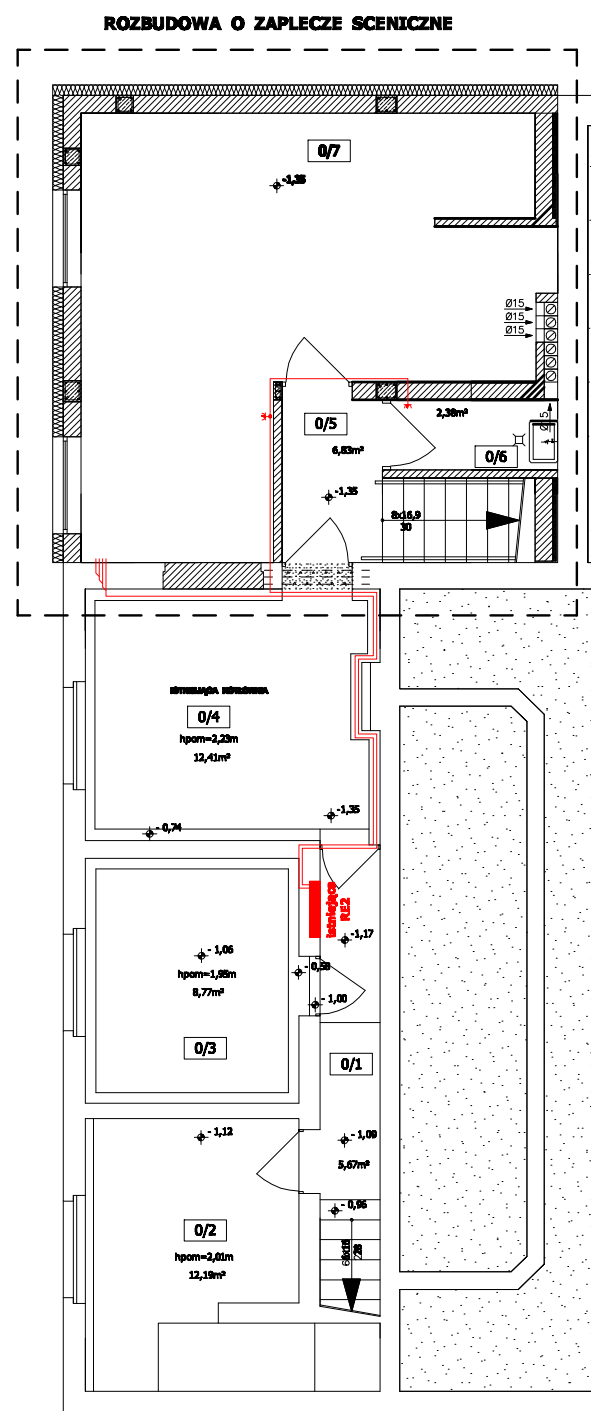 ROZBUDOWA O ZAPLECZE SCENICZNE
0/7
-1,35
Ø15
Ø15
Ø15
0/5
6,83m²
2,38m²
0/6
-1,35
8x16,9
30
0/4
hpom=2,23m
12,41m²
-1,35
- 0,74
istniejąca
RE2
-1,17
- 1,06
hpom=1,95m
8,77m²
- 0,58
- 1,00
0/3
0/1
- 1,12
- 1,09
5,67m²
- 0,96
0/2
hpom=2,01m
12,19m²